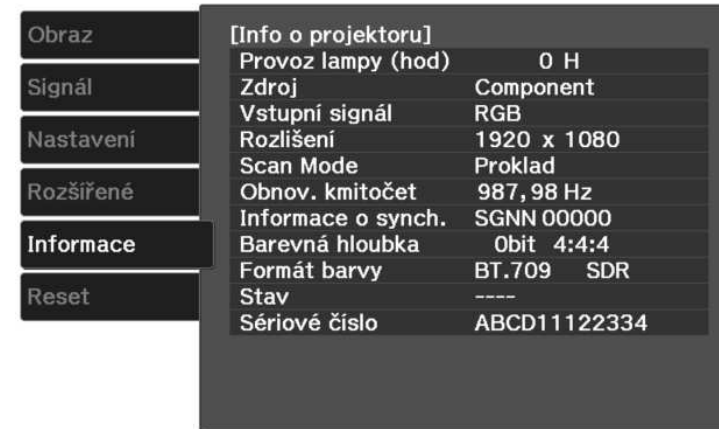 Obraz
Signál
Nastavení
Rozšířené
Informace
Reset
[Info o projektoru]
Provoz lampy (hod) 0 H
Zdroj Component
Vstupní signál RGB
Rozlišení 1920 x 1080
Scan Mode Proklad
Obnov. kmitočet 987,98 Hz
Informace o synch. SGNN 00000
Barevná hloubka 0bit 4:4:4
Formát barvy BT.709 SDR
Stav ----
Sériové číslo ABCD11122334